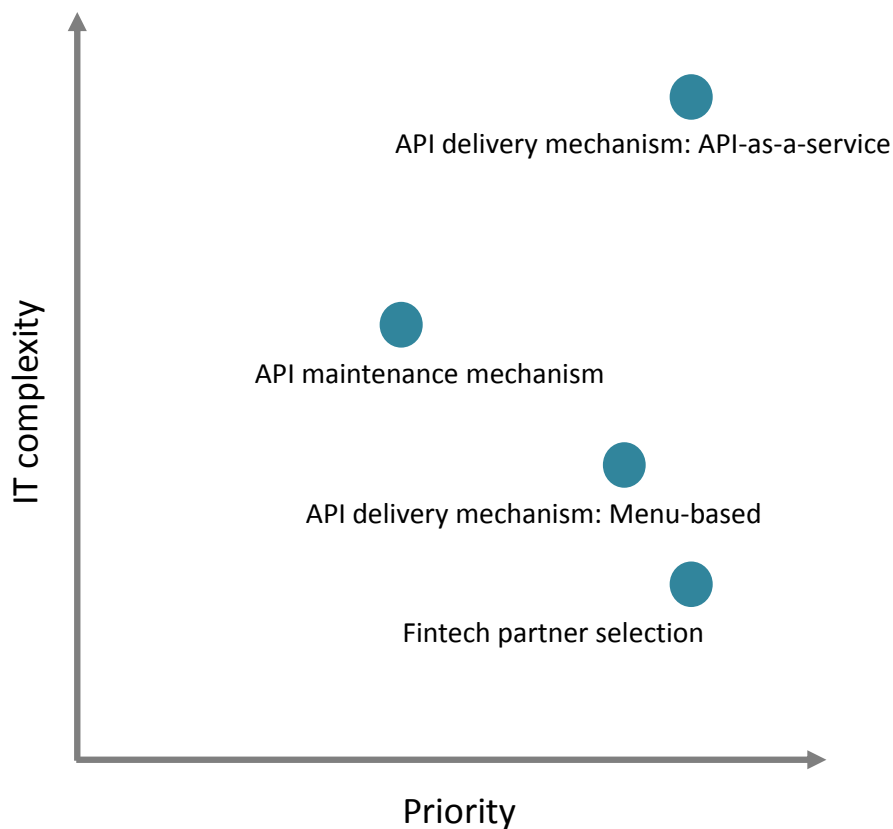 API delivery mechanism: API-as-a-service
IT complexity
API maintenance mechanism
API delivery mechanism: Menu-based
Fintech partner selection
Priority